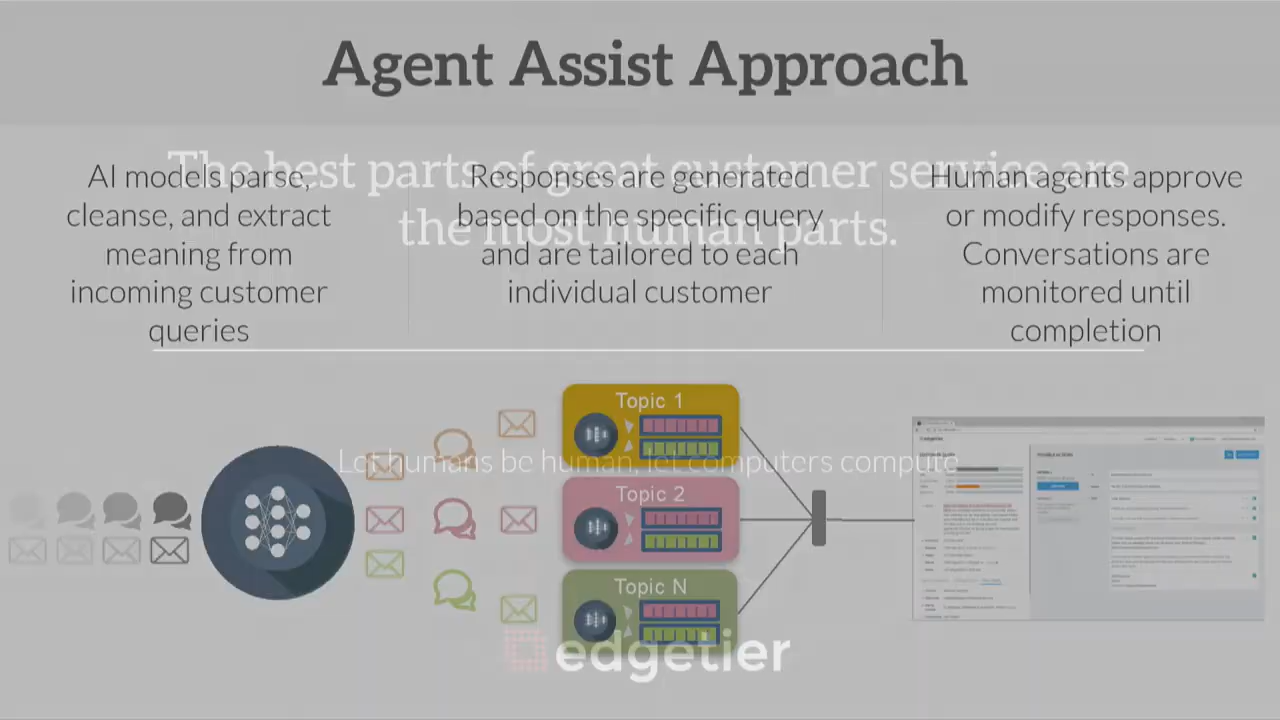 Agent Assist Approach
The best parts of great customer service are
the most human parts.
AI models parse,
cleanse, and extract
meaning from
incoming customer
queries
Responses are generated
based on the specific query
and are tailored to each
individual customer
Human agents approve
or modify responses.
Conversations are
monitored until
completion
Let humans be human, let computers compute
Topic 1
Topic 2
Topic N
edgetier
edgetier